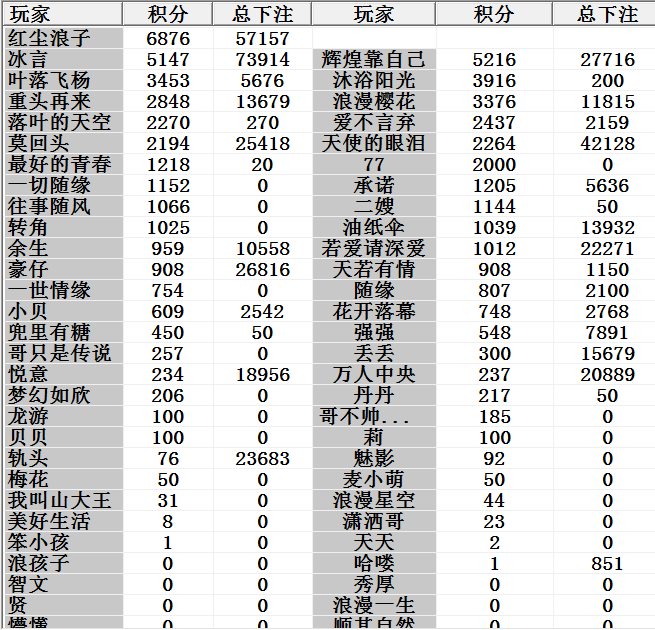 玩家 积分 总下注 玩家 积分 总下注
红尘浪子 6876 57157
冰言 5147 73914 辉煌靠自己 5216 27716
叶落飞杨 3453 5676 沐浴阳光 3916 200
重头再来 2848 13679 浪漫樱花 3376 11815
落叶的天空 2270 270 爱不言弃 2437 2159
莫回头 2194 25418 天使的眼泪 2264 42128
最好的青春 1218 20 77 2000 0
一切随缘 1152 0 承诺 1205 5636
往事随风 1066 0 二嫂 1144 50
转角 1025 0 油纸伞 1039 13932
余生 959 10558 若爱请深爱 1012 22271
豪仔 908 26816 天若有情 908 1150
一世情缘 754 0 随缘 807 2100
小贝 609 2542 花开落幕 748 2768
兜里有糖 450 50 强强 548 7891
哥只是传说 257 0 丢丢 300 15679
悦意 234 18956 万人中央 237 20889
梦幻如欣 206 0 丹丹 217 50
龙游 100 0 哥不帅... 185 0
贝贝 100 0 莉 100 0
轨头 76 23683 魅影 92 0
梅花 50 0 麦小萌 50 0
我叫山大王 31 0 浪漫星空 44 0
美好生活 8 0 潇洒哥 23 0
笨小孩 1 0 天天 2 0
浪孩子 0 0 哈喽 1 851
智文 0 0 秀厚 0 0
贤 0 0 浪漫一生 0 0
懵懂 0 0 顺其自然 0 0